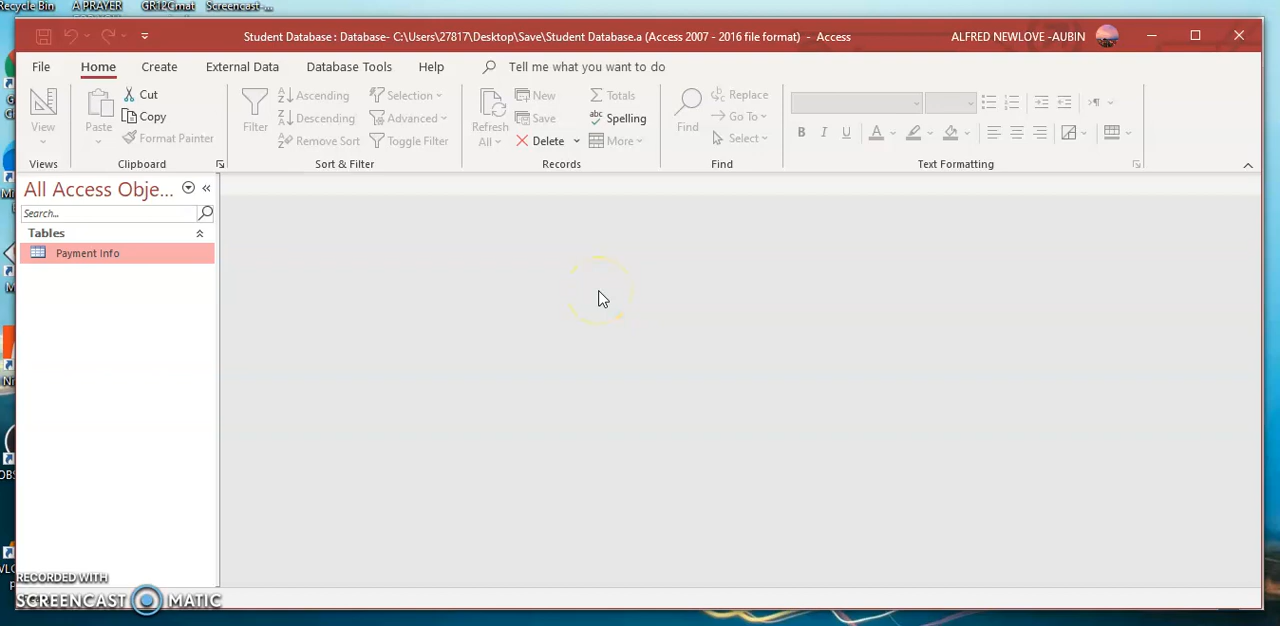 Recycle Bin A PRAYER GR12Cmat Screencast-...
Student Database : Database- C:\Users\27817\Desktop\Save\Student Database.a (Access 2007 - 2016 file format) - Access ALFRED NEWLOVE -AUBIN
File Home Create External Data Database Tools Help Tell me what you want to do
View
Views
Paste
Cut
Copy
Format Painter
Clipboard
Filter
Ascending
Descending
Remove Sort
Selection
Advanced
Toggle Filter
Sort & Filter
Refresh
All
New
Save
Delete
Totals
Spelling
More
Records
Find
Replace
Go To
Select
Find
B I U A
Text Formatting
All Access Obje...
Search...
Tables
Payment Info
OBS
RECORDED WITH
SCREENCAST MATIC